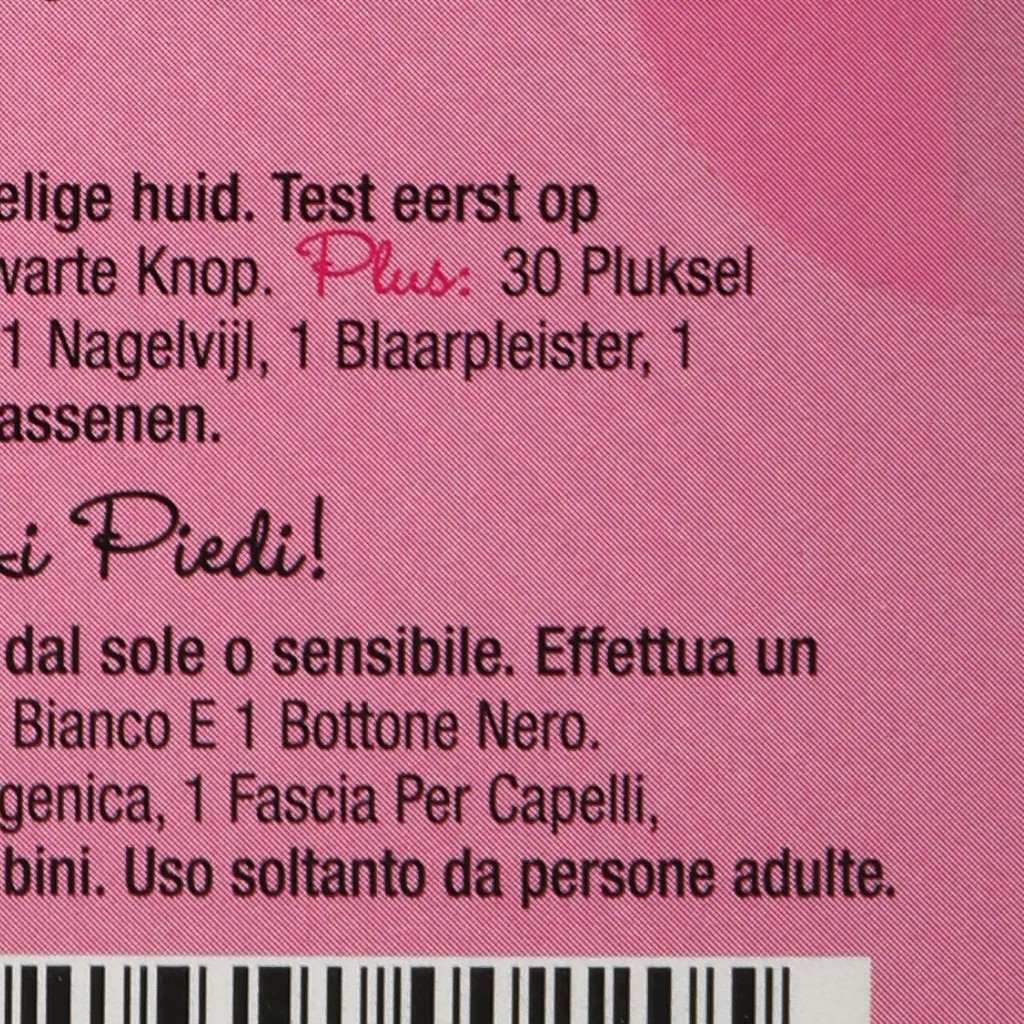 elige huid. Test eerst op
varte Knop. Plus: 30 Pluksel
1 Nagelvijl, 1 Blaarpleister, 1
assenen.
Piedi!
dal sole o sensibile. Effettua un
Bianco E 1 Bottone Nero.
genica, 1 Fascia Per Capelli,
bini. Uso soltanto da persone adulte.